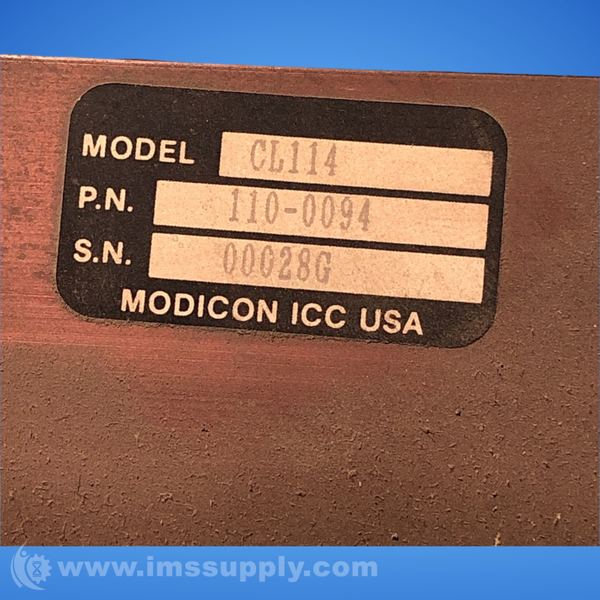 MODEL CL114
P.N. 110-0094
S.N. 00028G
MODICON ICC USA
www.imssupply.com